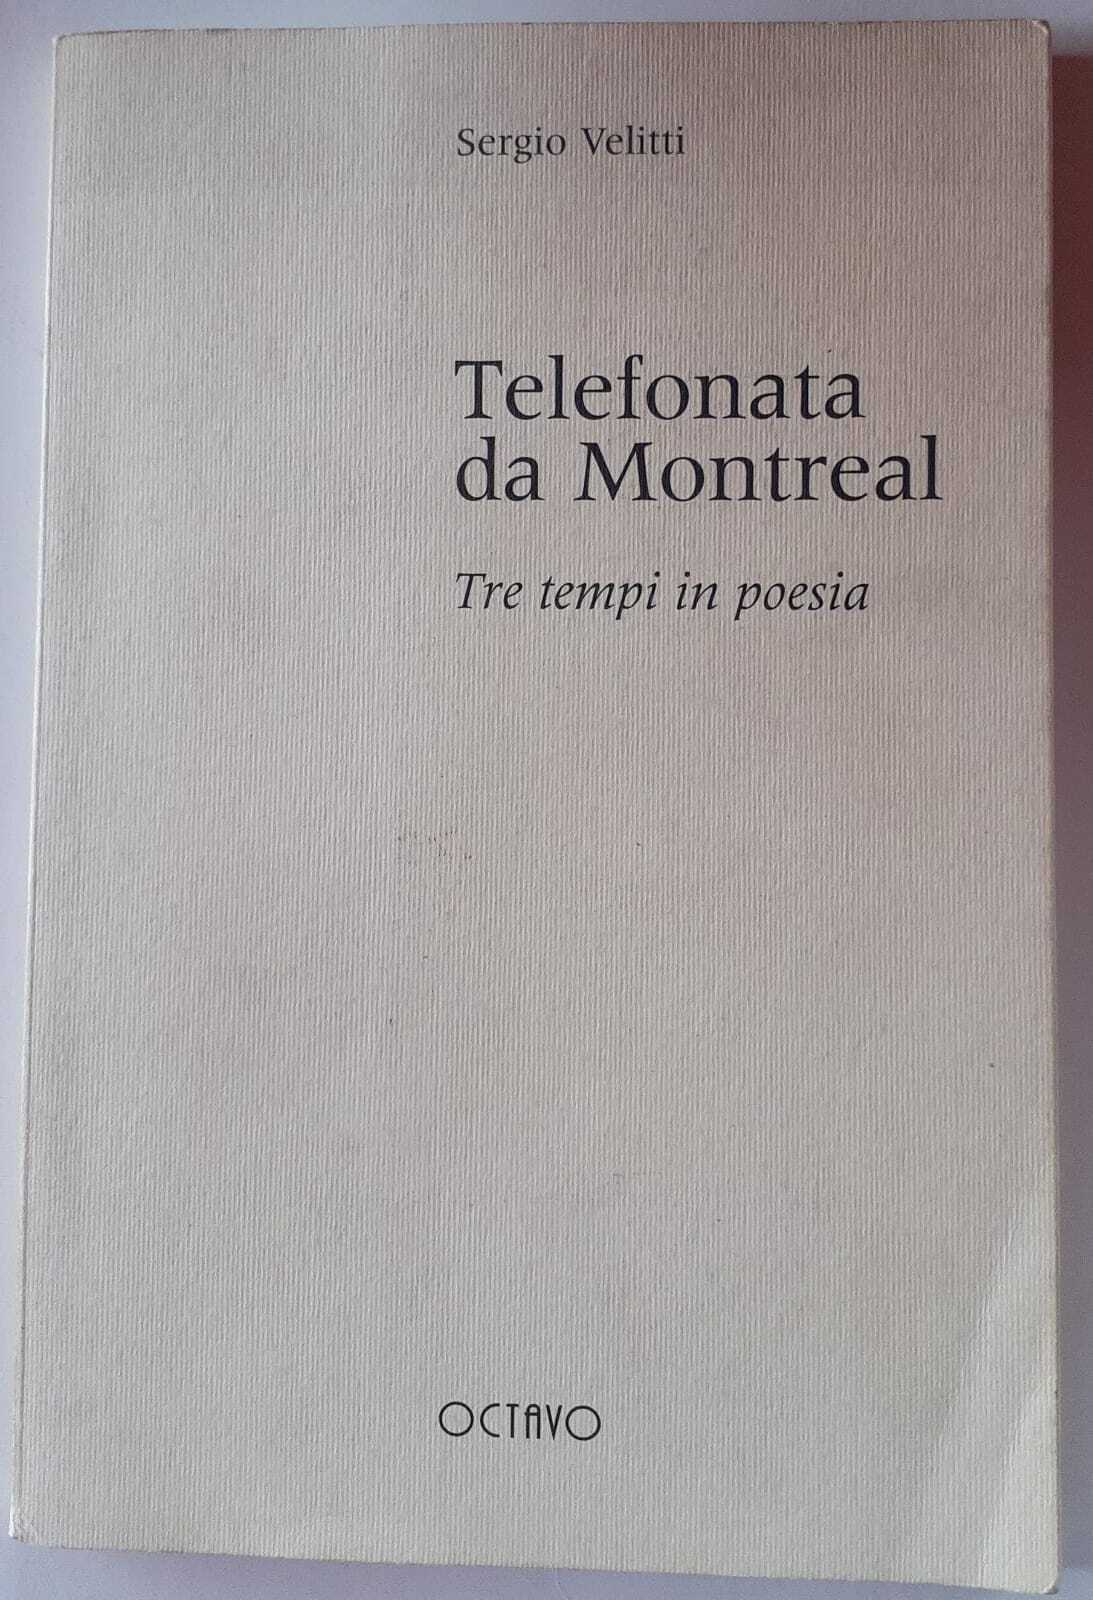 Sergio Velitti
Telefonata
da Montreal
Tre tempi in poesia
OCTAVO